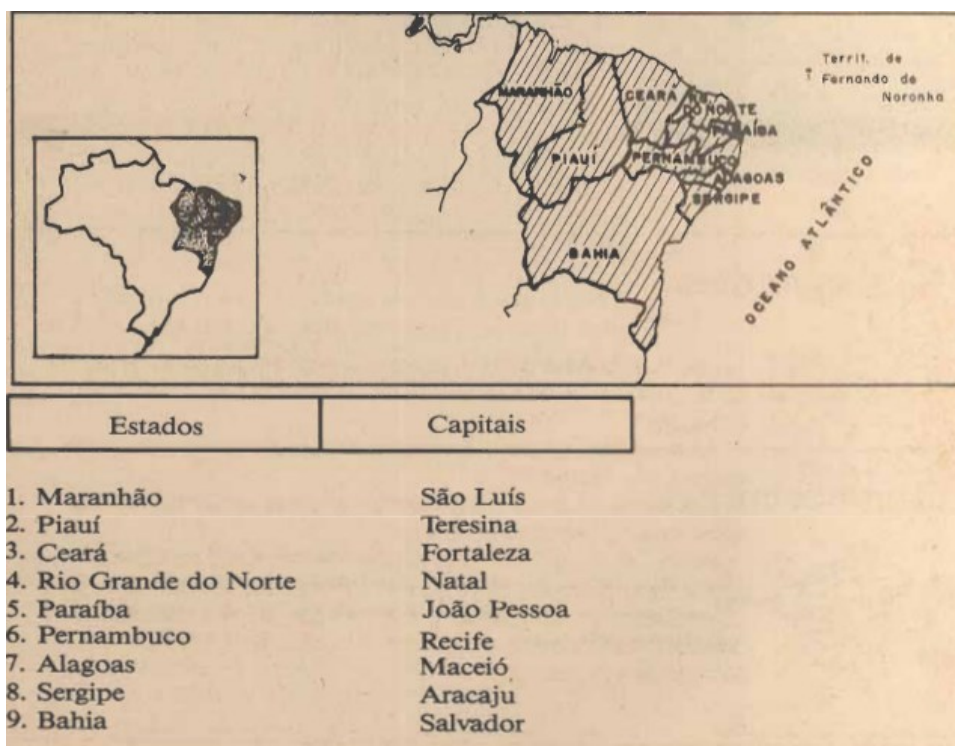 Territ. de
Fernando de
Noronha
MARANHÃO
CEARÁ
DO NORTE
PARAÍBA
PIAUÍ
PERNAMBUCO
ALAGOAS
SERGIPE
BAHIA
OCEANO ATLÂNTICO
Estados Capitais
1. Maranhão São Luís
2. Piauí Teresina
3. Ceará Fortaleza
4. Rio Grande do Norte Natal
5. Paraíba João Pessoa
6. Pernambuco Recife
7. Alagoas Maceió
8. Sergipe Aracaju
9. Bahia Salvador